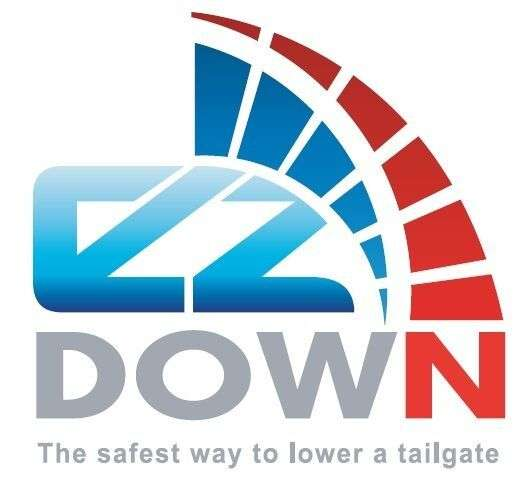 EZ
DOWN
The safest way to lower a tailgate